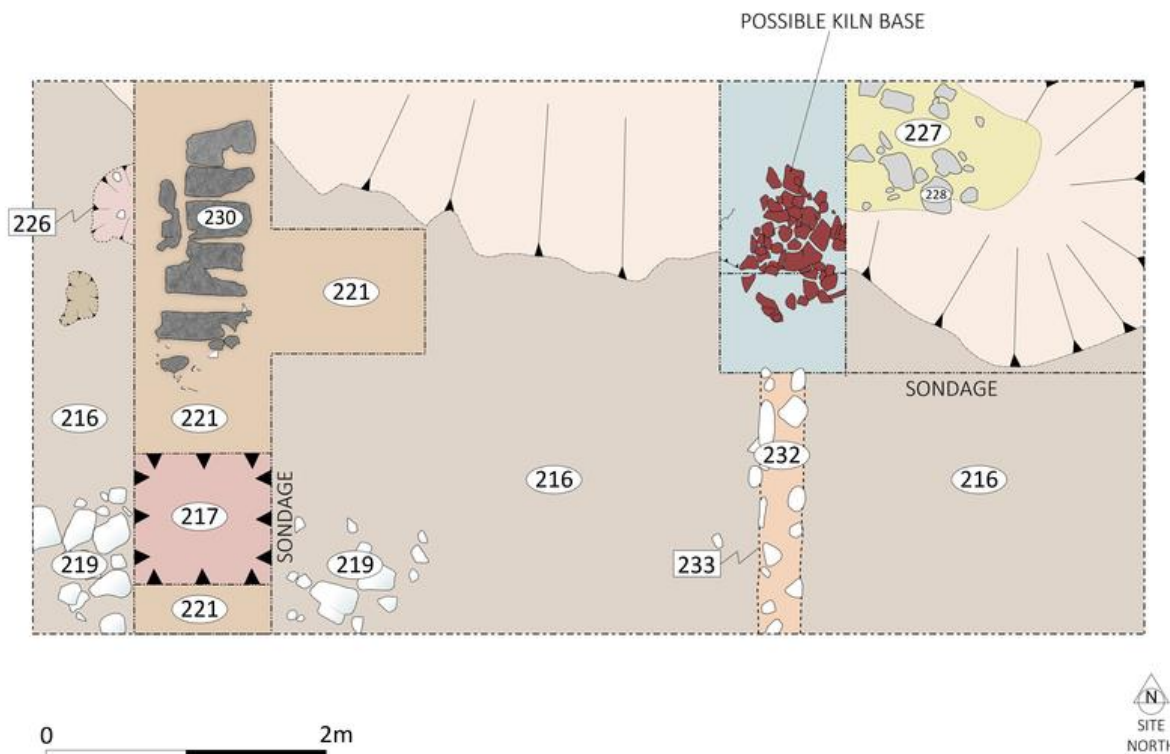 POSSIBLE KILN BASE
227
228
226
230
221
216
221
SONDAGE
232
216
216
217
SONDAGE
219
219
233
221
N
SITE
NORTH
0 2m